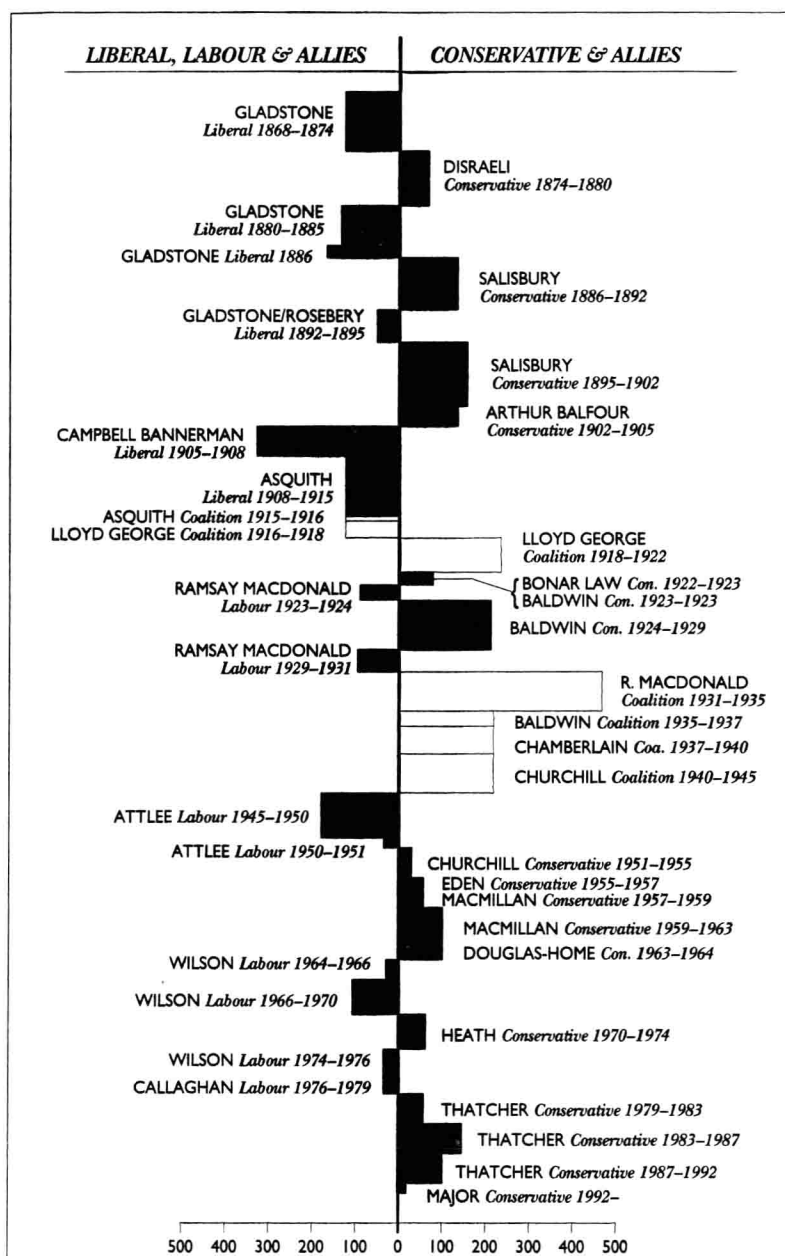 LIBERAL, LABOUR & ALLIES
CONSERVATIVE & ALLIES
GLADSTONE
Liberal 1868–1874
DISRAELI
Conservative 1874–1880
GLADSTONE
Liberal 1880–1885
GLADSTONE Liberal 1886
SALISBURY
Conservative 1886–1892
GLADSTONE/ROSEBERY
Liberal 1892–1895
SALISBURY
Conservative 1895–1902
ARTHUR BALFOUR
Conservative 1902–1905
CAMPBELL BANNERMAN
Liberal 1905–1908
ASQUITH
Liberal 1908–1915
ASQUITH Coalition 1915–1916
LLOYD GEORGE Coalition 1916–1918
LLOYD GEORGE
Coalition 1918–1922
BONAR LAW Con. 1922–1923
BALDWIN Con. 1923–1923
RAMSAY MACDONALD
Labour 1923–1924
BALDWIN Con. 1924–1929
RAMSAY MACDONALD
Labour 1929–1931
R. MACDONALD
Coalition 1931–1935
BALDWIN Coalition 1935–1937
CHAMBERLAIN Coa. 1937–1940
CHURCHILL Coalition 1940–1945
ATTLEE Labour 1945–1950
ATTLEE Labour 1950–1951
CHURCHILL Conservative 1951–1955
EDEN Conservative 1955–1957
MACMILLAN Conservative 1957–1959
MACMILLAN Conservative 1959–1963
DOUGLAS-HOME Con. 1963–1964
WILSON Labour 1964–1966
WILSON Labour 1966–1970
HEATH Conservative 1970–1974
WILSON Labour 1974–1976
CALLAGHAN Labour 1976–1979
THATCHER Conservative 1979–1983
THATCHER Conservative 1983–1987
THATCHER Conservative 1987–1992
MAJOR Conservative 1992–
500 400 300 200 100 0 100 200 300 400 500